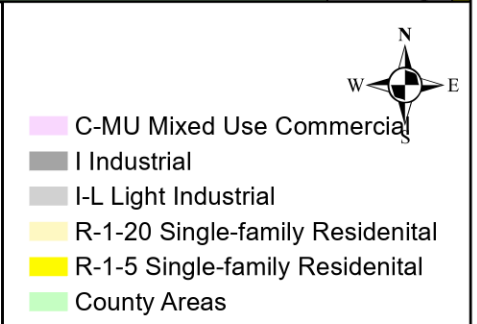 N
W E
C-MU Mixed Use Commercial
S
I Industrial
I-L Light Industrial
R-1-20 Single-family Residenital
R-1-5 Single-family Residenital
County Areas